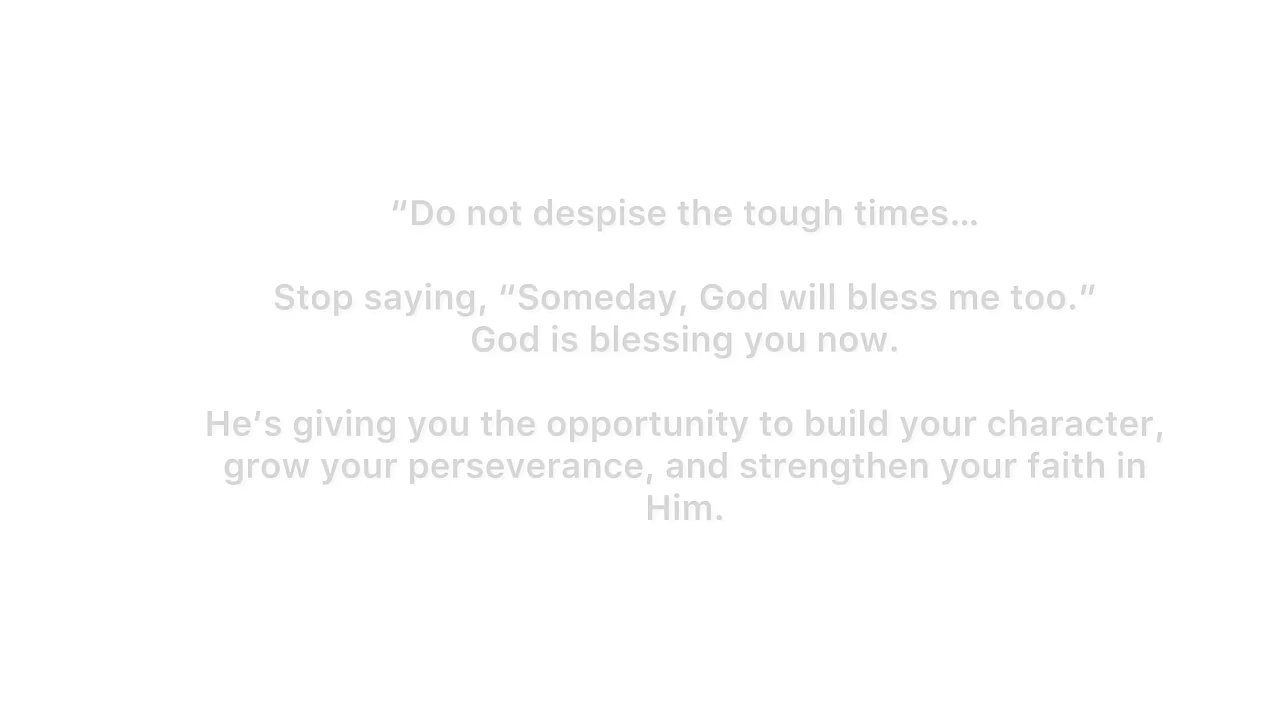 “Do not despise the tough times...
Stop saying, “Someday, God will bless me too.”
God is blessing you now.
He’s giving you the opportunity to build your character,
grow your perseverance, and strengthen your faith in
Him.